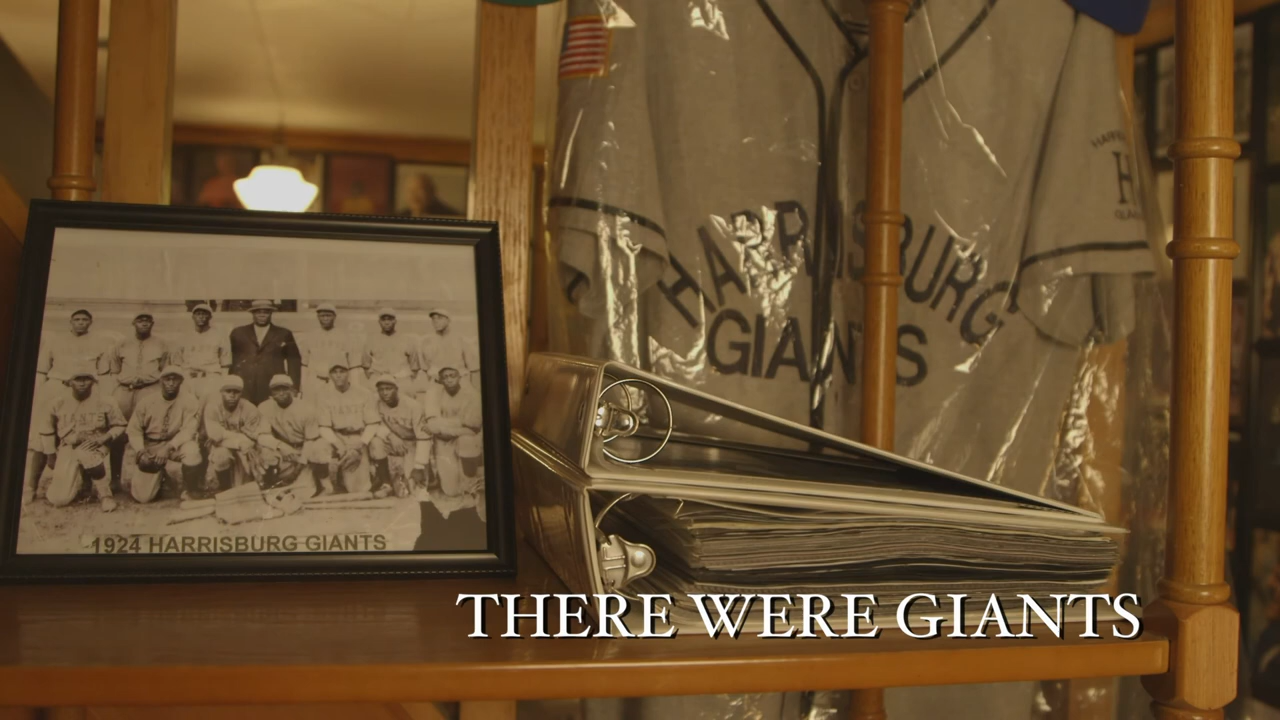 HARRISBURG
GIANTS
H
1924 HARRISBURG GIANTS
THERE WERE GIANTS